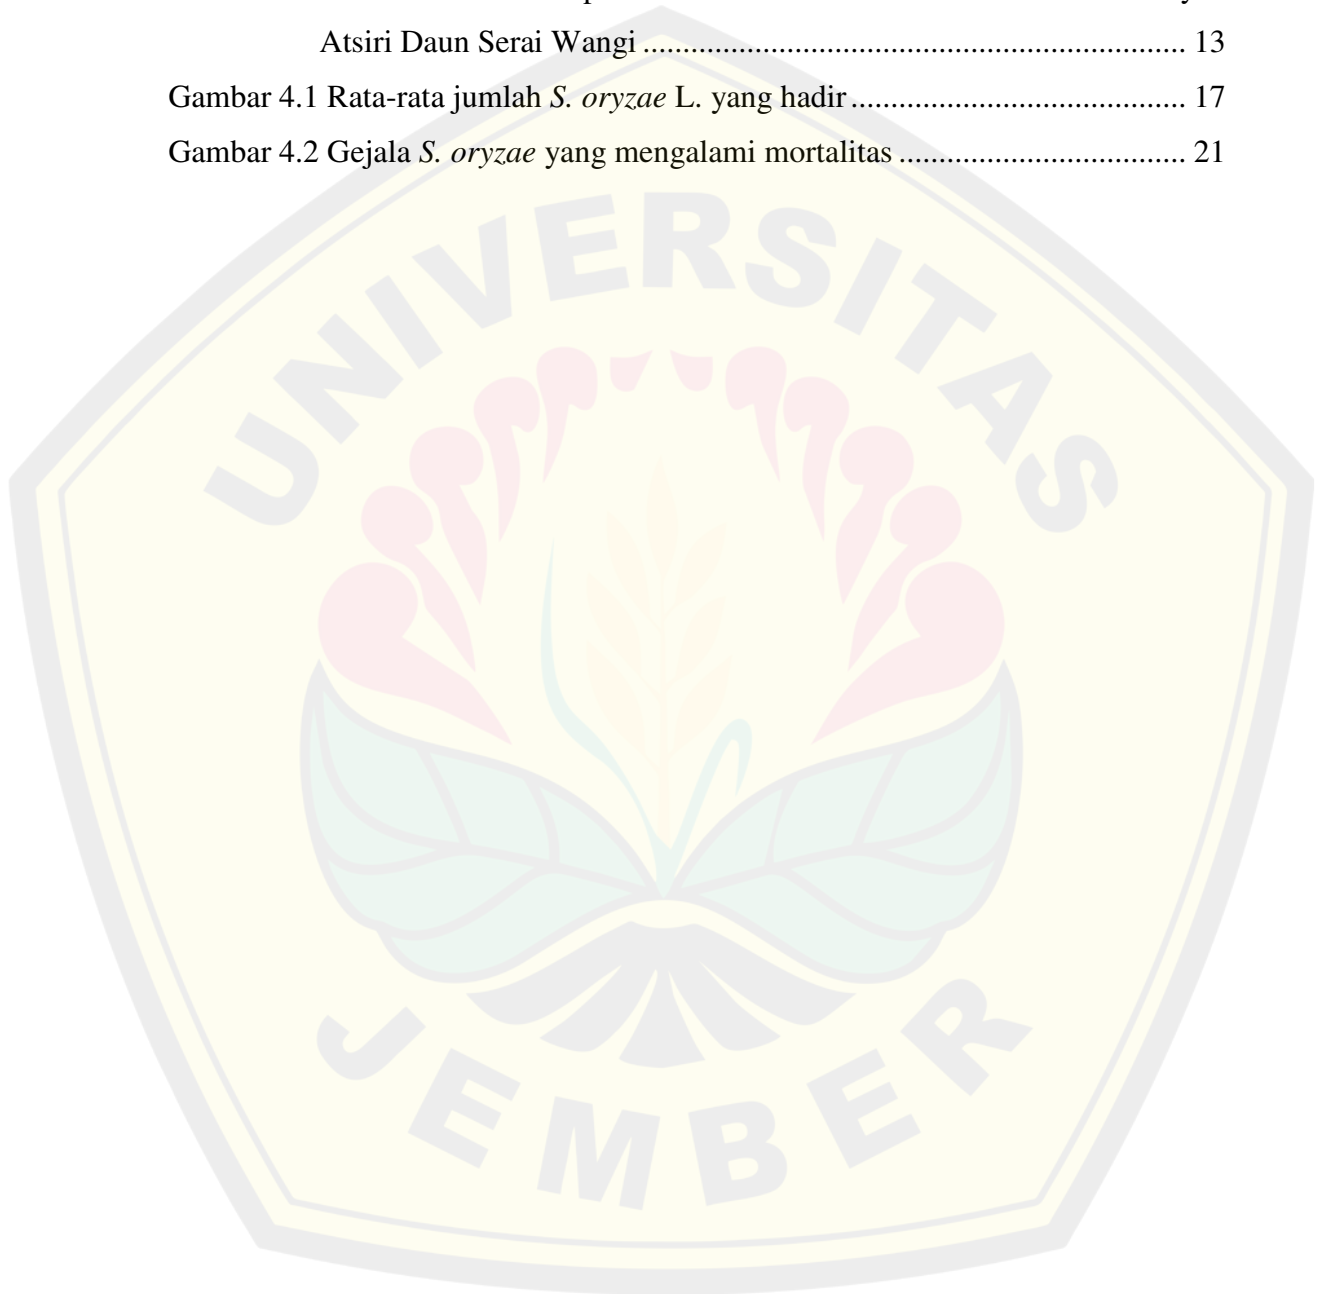 Atsiri Daun Serai Wangi ................................................................... 13
Gambar 4.1 Rata-rata jumlah S. oryzae L. yang hadir ......................................... 17
Gambar 4.2 Gejala S. oryzae yang mengalami mortalitas ................................... 21
UNIVERSITAS
JEMBER